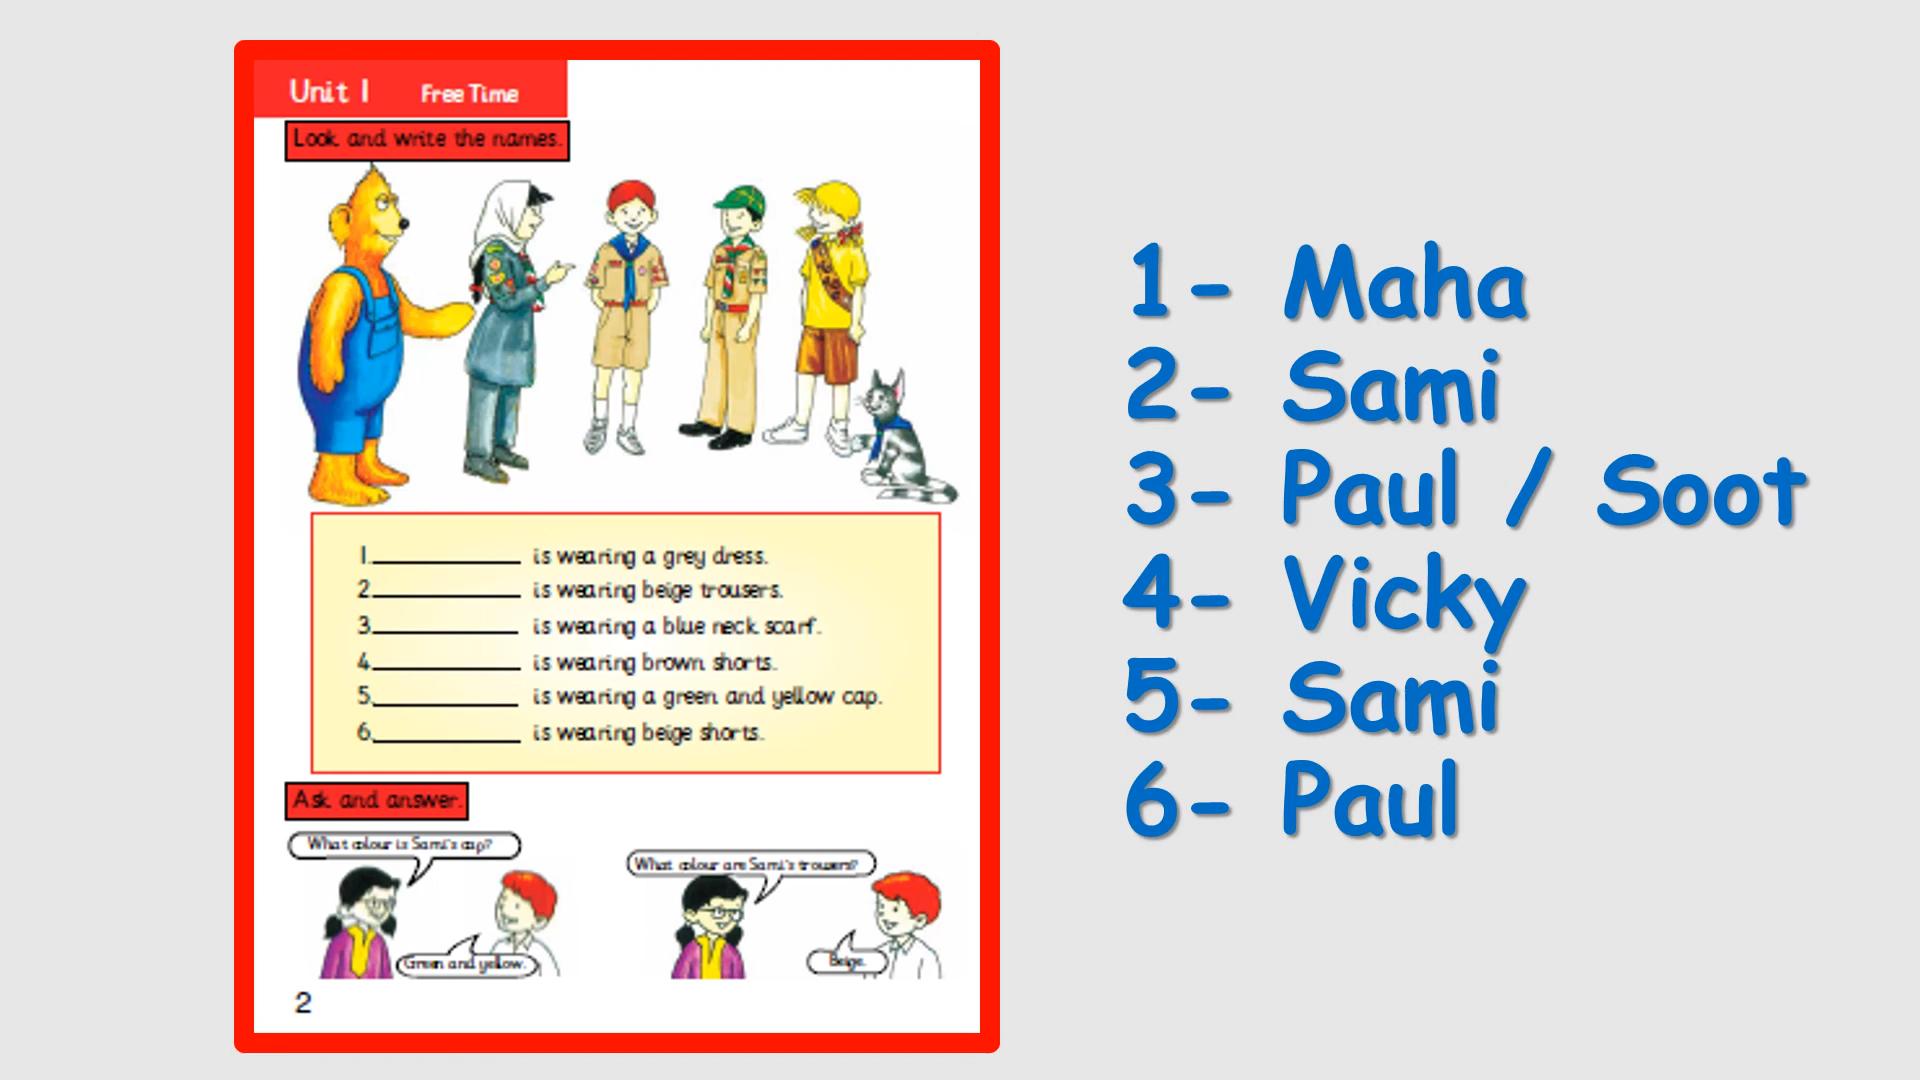 Unit 1 Free Time
Look and write the names.
1.__________ is wearing a grey dress.
2.__________ is wearing beige trousers.
3.__________ is wearing a blue neck scarf.
4.__________ is wearing brown shorts.
5.__________ is wearing a green and yellow cap.
6.__________ is wearing beige shorts.
Ask and answer.
What colour is Sami's cap?
Green and yellow.
What colour are Sami's trousers?
Beige.
2
1- Maha
2- Sami
3- Paul / Soot
4- Vicky
5- Sami
6- Paul